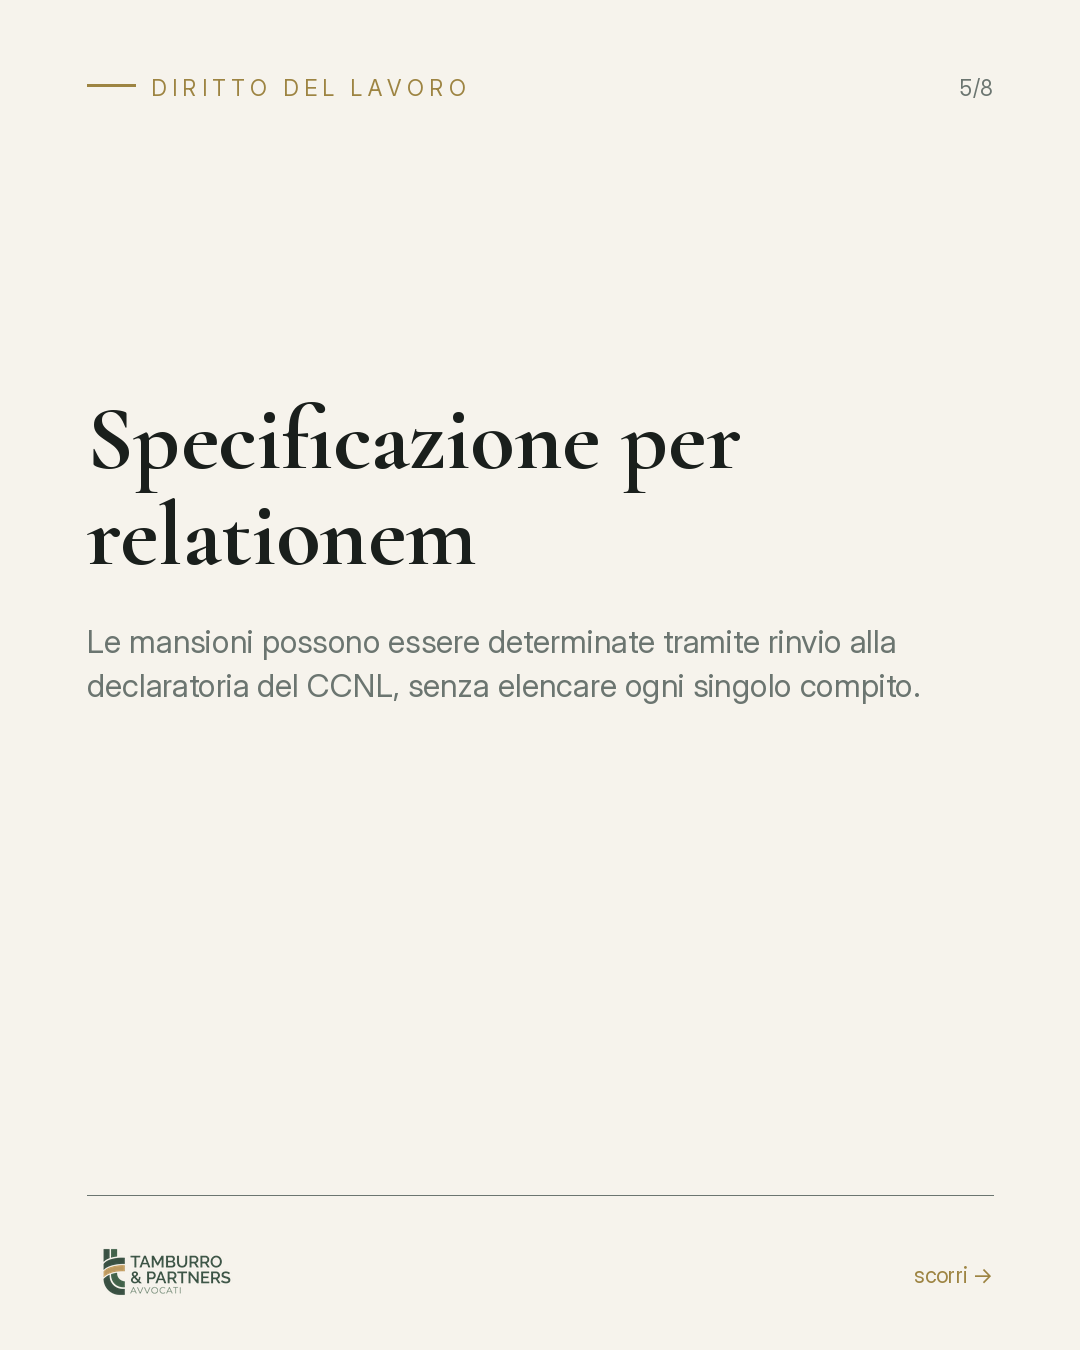 DIRITTO DEL LAVORO
5/8
Specificazione per
relationem
Le mansioni possono essere determinate tramite rinvio alla
declaratoria del CCNL, senza elencare ogni singolo compito.
TAMBURRO
& PARTNERS
AVVOCATI
scorri →